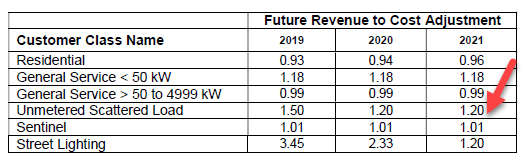 Future Revenue to Cost Adjustment
Customer Class Name 2019 2020 2021
Residential 0.93 0.94 0.96
General Service < 50 kW 1.18 1.18 1.18
General Service > 50 to 4999 kW 0.99 0.99 0.99
Unmetered Scattered Load 1.50 1.20 1.20
Sentinel 1.01 1.01 1.01
Street Lighting 3.45 2.33 1.20